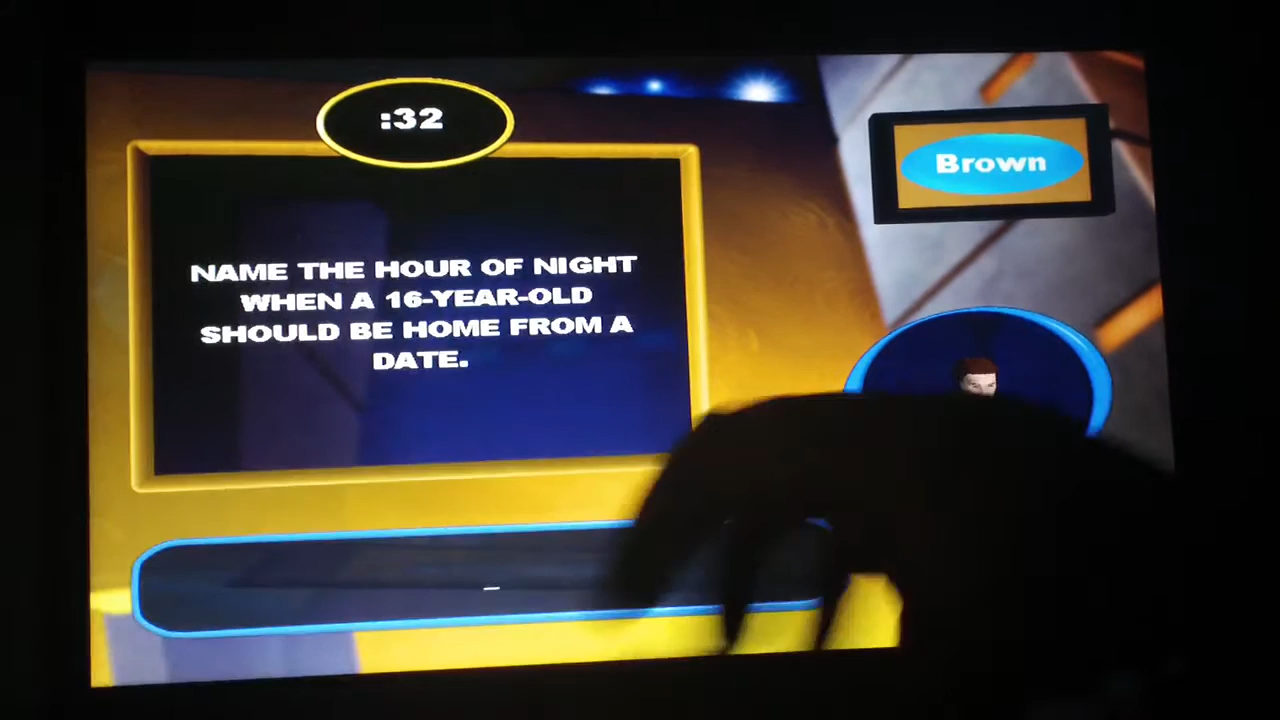 :32
Brown
NAME THE HOUR OF NIGHT
WHEN A 16-YEAR-OLD
SHOULD BE HOME FROM A
DATE.
_